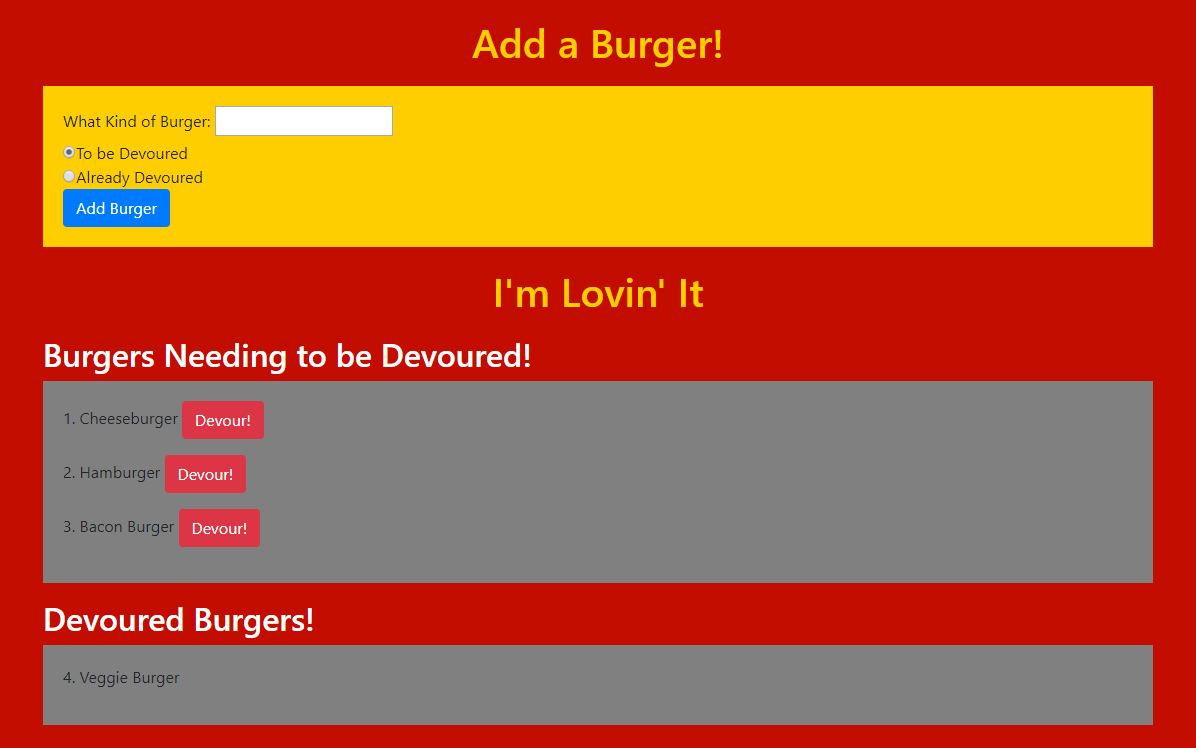 Add a Burger!
What Kind of Burger:
To be Devoured
Already Devoured
Add Burger
I'm Lovin' It
Burgers Needing to be Devoured!
1. Cheeseburger Devour!
2. Hamburger Devour!
3. Bacon Burger Devour!
Devoured Burgers!
4. Veggie Burger